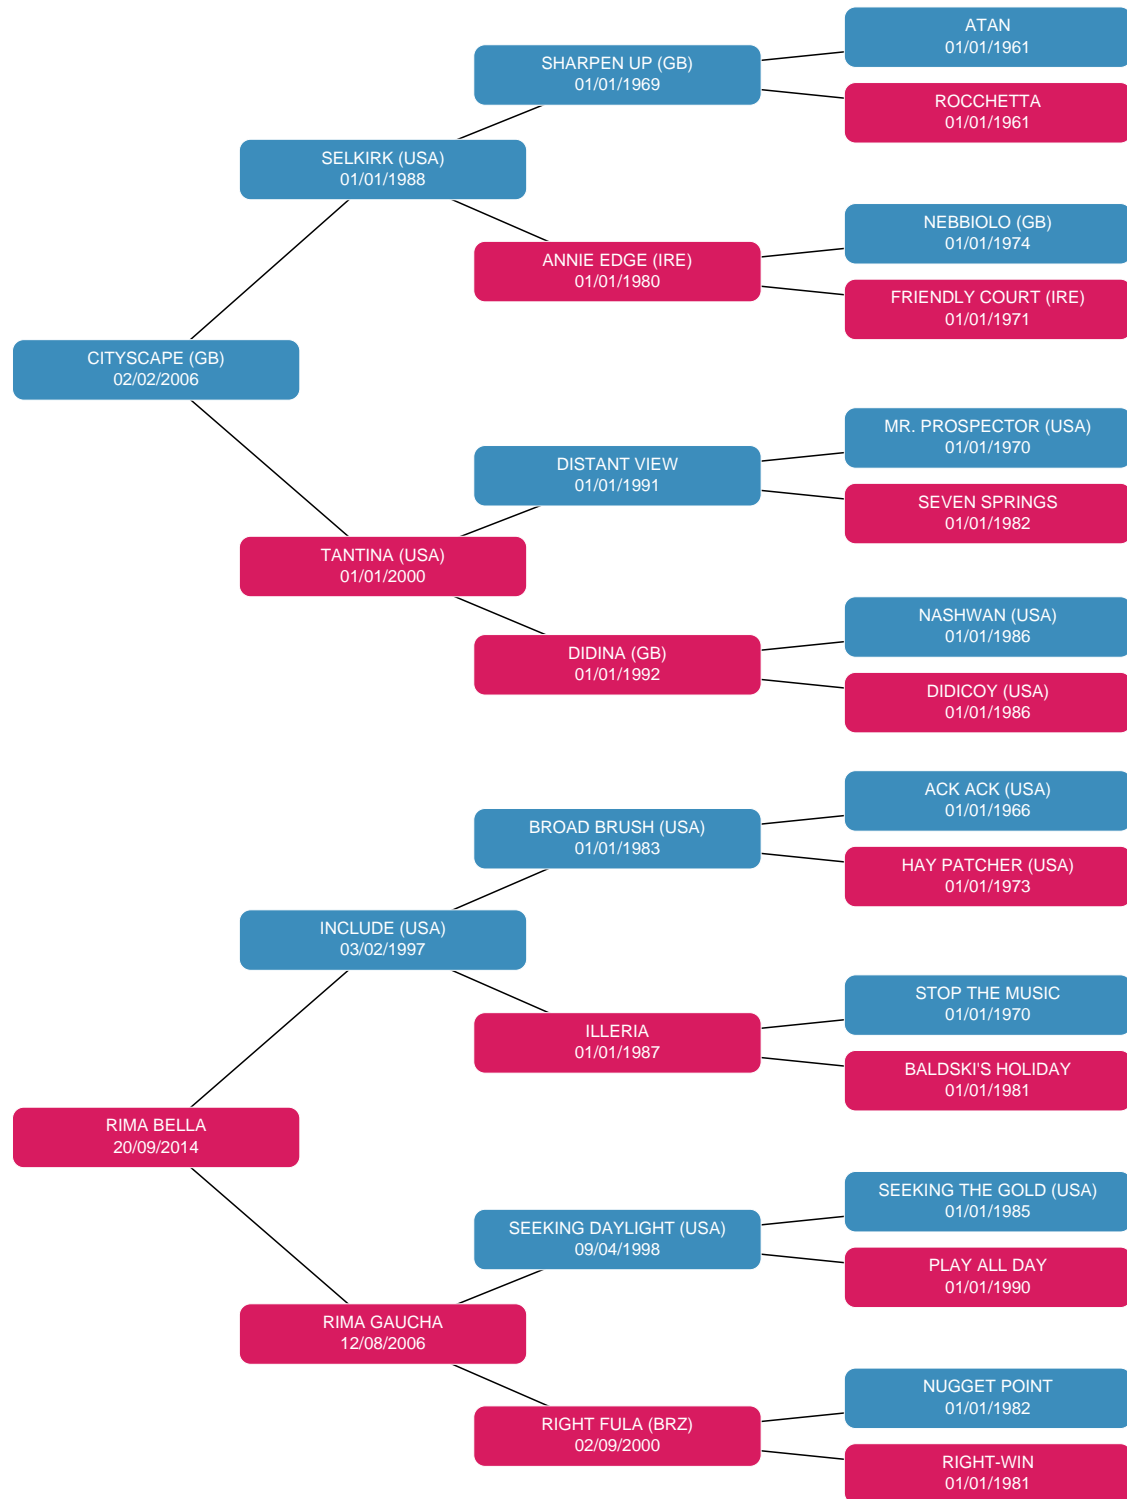 ATAN
01/01/1961
SHARPEN UP (GB)
01/01/1969
ROCCHETTA
01/01/1961
SELKIRK (USA)
01/01/1988
NEBBIOLO (GB)
01/01/1974
ANNIE EDGE (IRE)
01/01/1980
FRIENDLY COURT (IRE)
01/01/1971
CITYSCAPE (GB)
02/02/2006
MR. PROSPECTOR (USA)
01/01/1970
DISTANT VIEW
01/01/1991
SEVEN SPRINGS
01/01/1982
TANTINA (USA)
01/01/2000
NASHWAN (USA)
01/01/1986
DIDINA (GB)
01/01/1992
DIDICOY (USA)
01/01/1986
ACK ACK (USA)
01/01/1966
BROAD BRUSH (USA)
01/01/1983
HAY PATCHER (USA)
01/01/1973
INCLUDE (USA)
03/02/1997
STOP THE MUSIC
01/01/1970
ILLERIA
01/01/1987
BALDSKI'S HOLIDAY
01/01/1981
RIMA BELLA
20/09/2014
SEEKING THE GOLD (USA)
01/01/1985
SEEKING DAYLIGHT (USA)
09/04/1998
PLAY ALL DAY
01/01/1990
RIMA GAUCHA
12/08/2006
NUGGET POINT
01/01/1982
RIGHT FULA (BRZ)
02/09/2000
RIGHT-WIN
01/01/1981